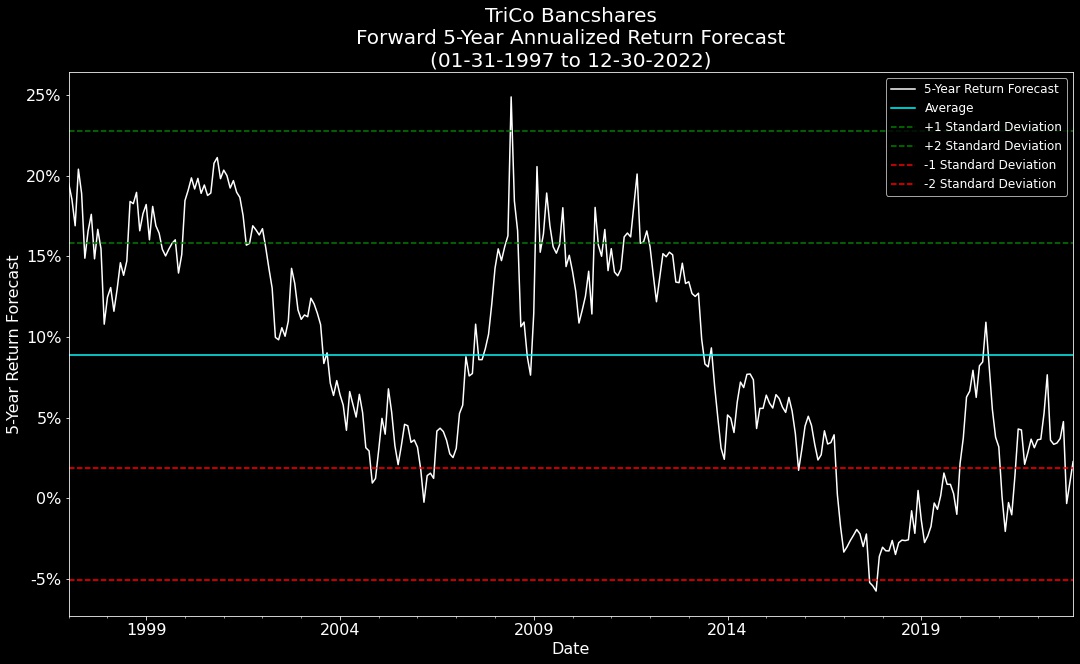 TriCo Bancshares
Forward 5-Year Annualized Return Forecast
(01-31-1997 to 12-30-2022)
5-Year Return Forecast
Average
+1 Standard Deviation
+2 Standard Deviation
-1 Standard Deviation
-2 Standard Deviation
5-Year Return Forecast
25%
20%
15%
10%
5%
0%
-5%
1999
2004
2009
2014
2019
Date